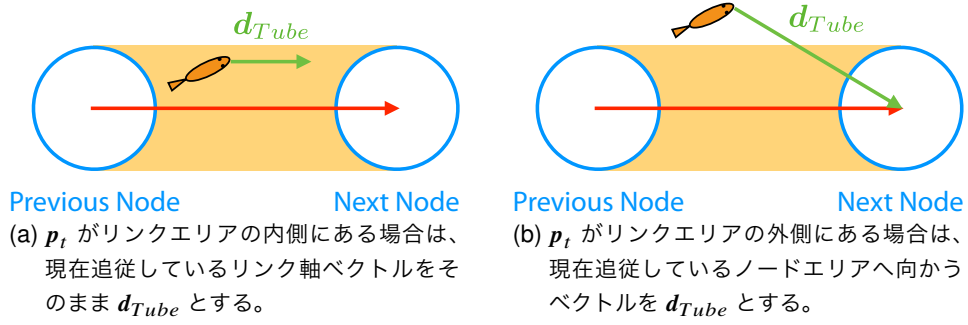 d_Tube
Previous Node
Next Node
(a) p_t がリンクエリアの内側にある場合は、
現在追従しているリンク軸ベクトルをそ
のまま d_Tube とする。
d_Tube
Previous Node
Next Node
(b) p_t がリンクエリアの外側にある場合は、
現在追従しているノードエリアへ向かう
ベクトルを d_Tube とする。